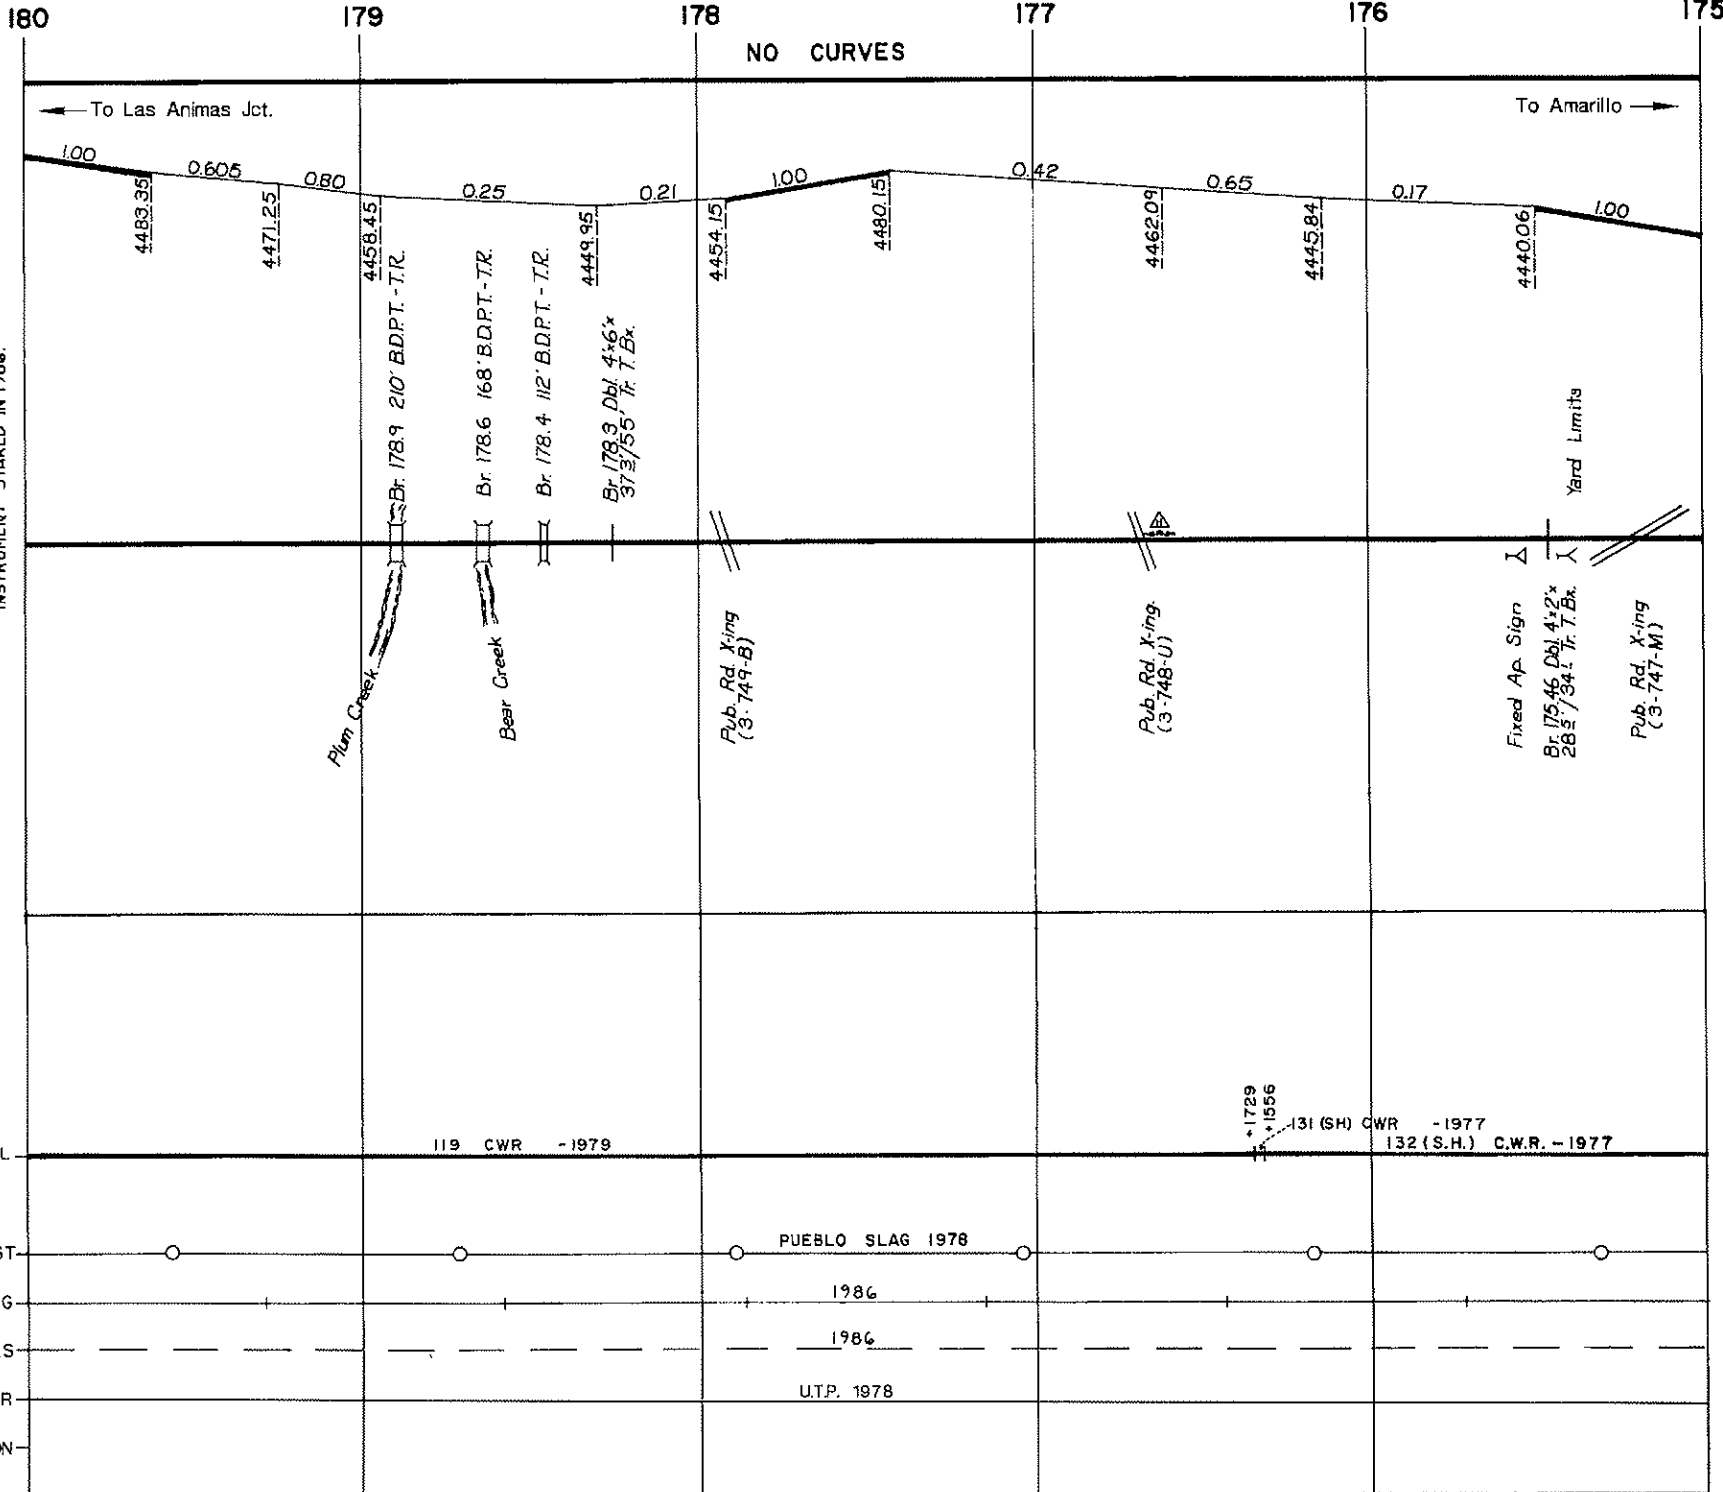 180 179 178 177 176 175
NO CURVES
To Las Animas Jct.
To Amarillo
1.00 0.605 0.80 0.25 0.21 1.00 0.42 0.65 0.17 1.00
4483.35
4471.25
4458.45
4449.95
4454.15
4480.15
4462.09
4445.84
4440.06
Br. 178.9 210' B.D.P.T.-T.R.
Br. 178.6 168' B.D.P.T.-T.R.
Br. 178.4 112' B.D.P.T.-T.R.
Br. 178.3 Dbl. 4'x6'x
37 3'/55' Tr. T. Bx.
Yard Limits
INSTRUMENT STAKED IN 1986.
H
Plum Creek
Bear Creek
Pub. Rd. X-ing
(3-749-B)
Pub. Rd. X-ing.
(3-748-U)
Fixed Ap. Sign
Br. 175.46 Dbl. 4'x2'x
28 5'/34' Tr. T. Bx.
Pub. Rd. X-ing
(3-747-M)
+1729
+1556
131 (SH) CWR -1977
119 CWR -1979
132 (S.H.) C.W.R. -1977
L
ST
PUEBLO SLAG 1978
G
1986
S
1986
R
U.T.P. 1978
ON